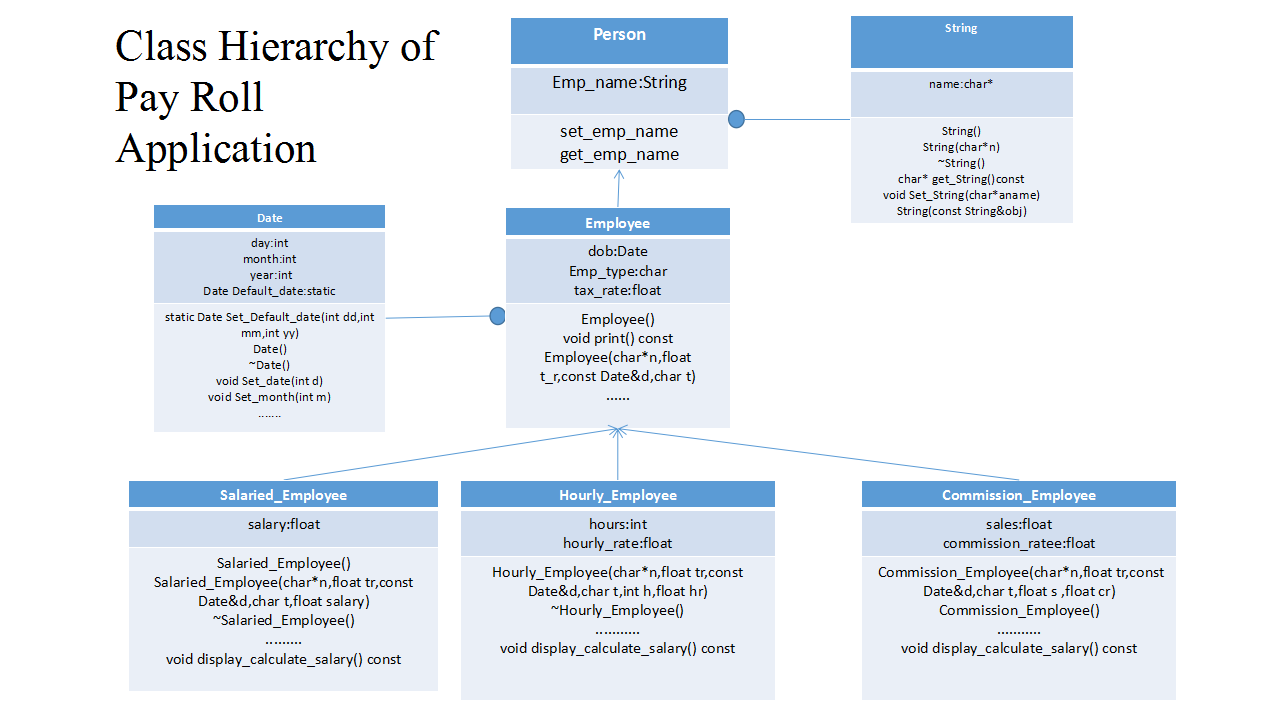 Class Hierarchy of
Pay Roll
Application
Person
Emp_name:String
set_emp_name
get_emp_name
String
name:char*
String()
String(char*n)
~String()
char* get_String()const
void Set_String(char*aname)
String(const String&obj)
Date
day:int
month:int
year:int
Date Default_date:static
static Date Set_Default_date(int dd,int
mm,int yy)
Date()
~Date()
void Set_date(int d)
void Set_month(int m)
.......
Employee
dob:Date
Emp_type:char
tax_rate:float
Employee()
void print() const
Employee(char*n,float
t_r,const Date&d,char t)
......
Salaried_Employee
salary:float
Salaried_Employee()
Salaried_Employee(char*n,float tr,const
Date&d,char t,float salary)
~Salaried_Employee()
.........
void display_calculate_salary() const
Hourly_Employee
hours:int
hourly_rate:float
Hourly_Employee(char*n,float tr,const
Date&d,char t,int h,float hr)
~Hourly_Employee()
...........
void display_calculate_salary() const
Commission_Employee
sales:float
commission_ratee:float
Commission_Employee(char*n,float tr,const
Date&d,char t,float s ,float cr)
Commission_Employee()
...........
void display_calculate_salary() const